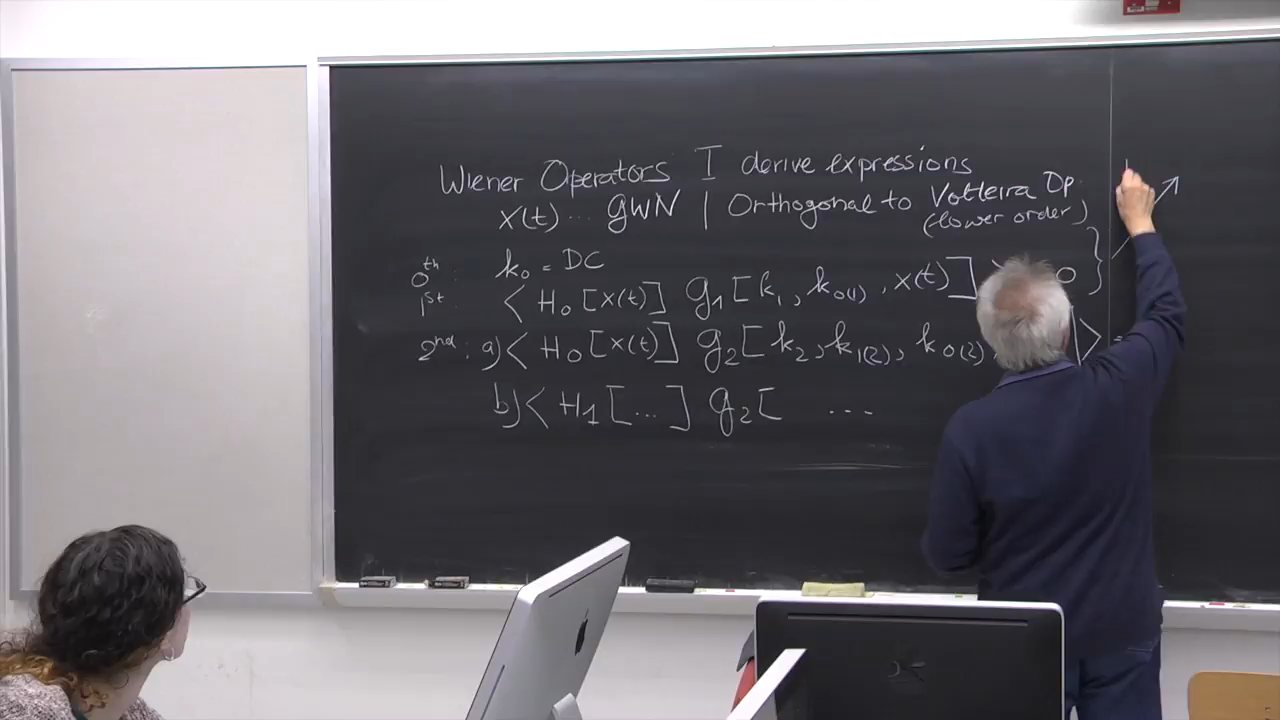 Wiener Operators I derive expressions
x(t) ... GWN | Orthogonal to Volterra Op.
(lower order)
0th: k0 = DC
1st: < H0 [x(t)] g1 [k1, k0(1), x(t)] > = 0 }
2nd: a) < H0 [x(t)] g2 [k2, k1(2), k0(2), > =
b) < H1 [...] g2 [ ...